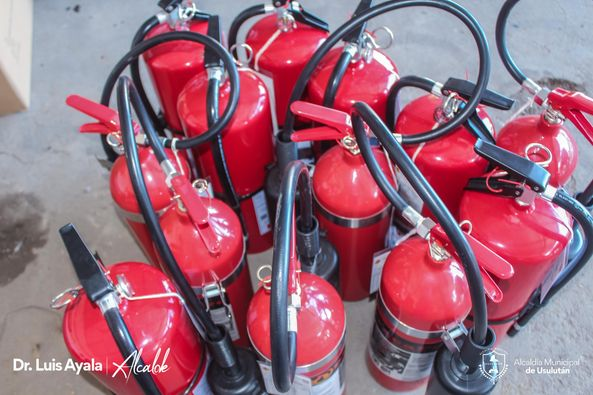 Dr. Luis Ayala | Alcalde
Alcaldía Municipal
de Usulután